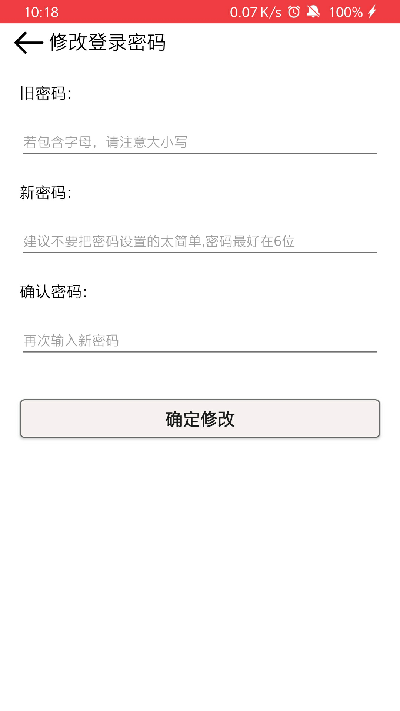 10:18 0.07 K/s 100%
修改登录密码
旧密码:
若包含字母，请注意大小写
新密码:
建议不要把密码设置的太简单,密码最好在6位
确认密码:
再次输入新密码
确定修改